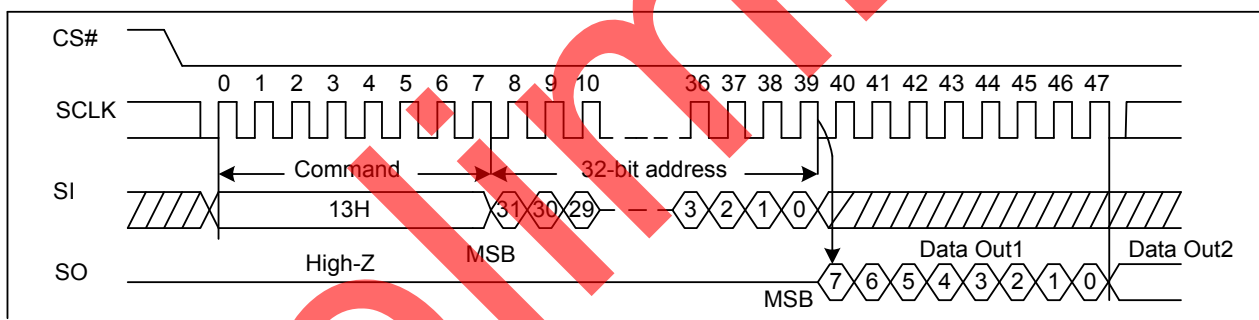 CS#
0 1 2 3 4 5 6 7 8 9 10 36 37 38 39 40 41 42 43 44 45 46 47
SCLK
Command 32-bit address
SI
13H 31 30 29 3 2 1 0
MSB
High-Z Data Out1 Data Out2
SO
7 6 5 4 3 2 1 0
MSB